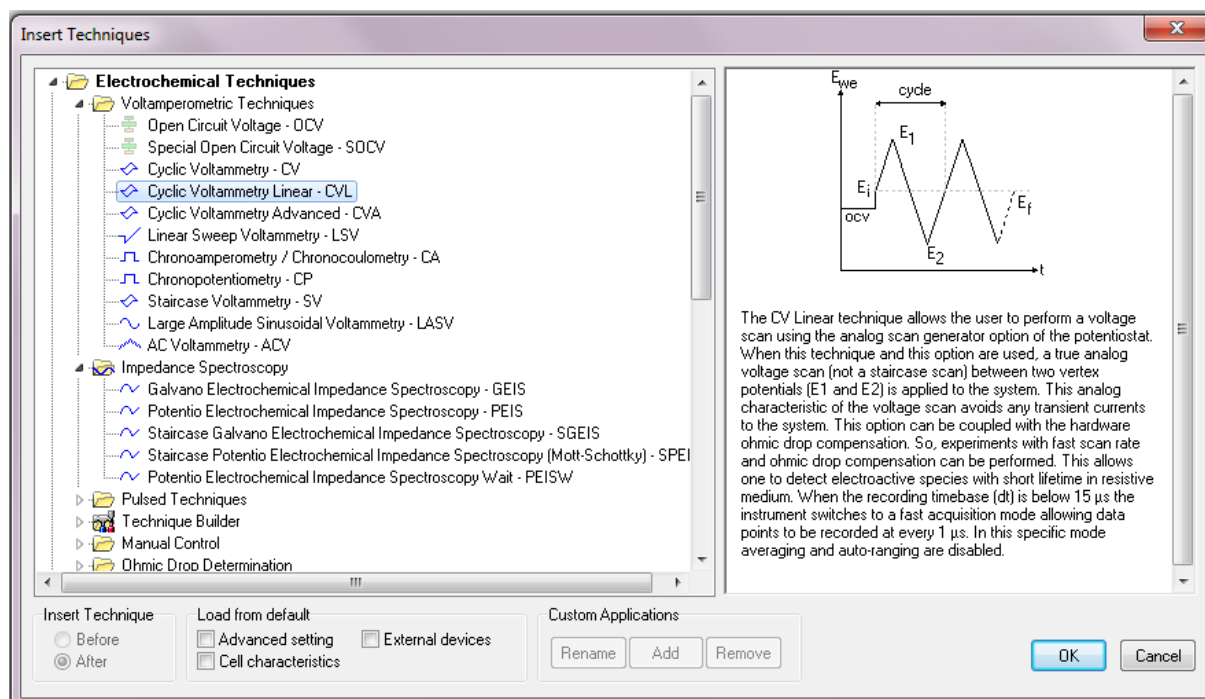 Insert Techniques
Electrochemical Techniques
Voltamperometric Techniques
Open Circuit Voltage - OCV
Special Open Circuit Voltage - SOCV
Cyclic Voltammetry - CV
Cyclic Voltammetry Linear - CVL
Cyclic Voltammetry Advanced - CVA
Linear Sweep Voltammetry - LSV
Chronoamperometry / Chronocoulometry - CA
Chronopotentiometry - CP
Staircase Voltammetry - SV
Large Amplitude Sinusoidal Voltammetry - LASV
AC Voltammetry - ACV
Impedance Spectroscopy
Galvano Electrochemical Impedance Spectroscopy - GEIS
Potentio Electrochemical Impedance Spectroscopy - PEIS
Staircase Galvano Electrochemical Impedance Spectroscopy - SGEIS
Staircase Potentio Electrochemical Impedance Spectroscopy (Mott-Schottky) - SPEI
Potentio Electrochemical Impedance Spectroscopy Wait - PEISW
Pulsed Techniques
Technique Builder
Manual Control
Ohmic Drop Determination
Ewe
cycle
E1
Ei
Ef
ocv
E2
t
The CV Linear technique allows the user to perform a voltage
scan using the analog scan generator option of the potentiostat.
When this technique and this option are used, a true analog
voltage scan (not a staircase scan) between two vertex
potentials (E1 and E2) is applied to the system. This analog
characteristic of the voltage scan avoids any transient currents
to the system. This option can be coupled with the hardware
ohmic drop compensation. So, experiments with fast scan rate
and ohmic drop compensation can be performed. This allows
one to detect electroactive species with short lifetime in resistive
medium. When the recording timebase (dt) is below 15 µs the
instrument switches to a fast acquisition mode allowing data
points to be recorded at every 1 µs. In this specific mode
averaging and auto-ranging are disabled.
Insert Technique
Before
After
Load from default
Advanced setting
External devices
Cell characteristics
Custom Applications
Rename
Add
Remove
OK
Cancel